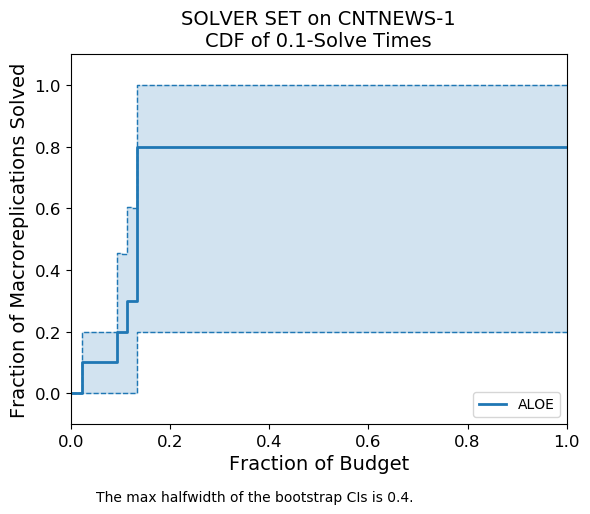 SOLVER SET on CNTNEWS-1
CDF of 0.1-Solve Times
Fraction of Macroreplications Solved
1.0
0.8
0.6
0.4
0.2
0.0
ALOE
0.0 0.2 0.4 0.6 0.8 1.0
Fraction of Budget
The max halfwidth of the bootstrap CIs is 0.4.